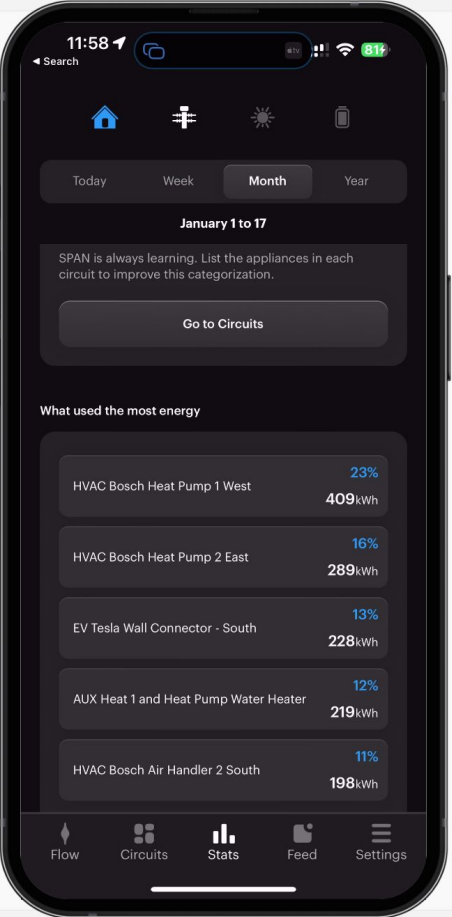 11:58
◀ Search
tv
81
Today Week Month Year
January 1 to 17
SPAN is always learning. List the appliances in each
circuit to improve this categorization.
Go to Circuits
What used the most energy
23%
HVAC Bosch Heat Pump 1 West
409kWh
16%
HVAC Bosch Heat Pump 2 East
289kWh
13%
EV Tesla Wall Connector - South
228kWh
12%
AUX Heat 1 and Heat Pump Water Heater
219kWh
11%
HVAC Bosch Air Handler 2 South
198kWh
Flow Circuits Stats Feed Settings